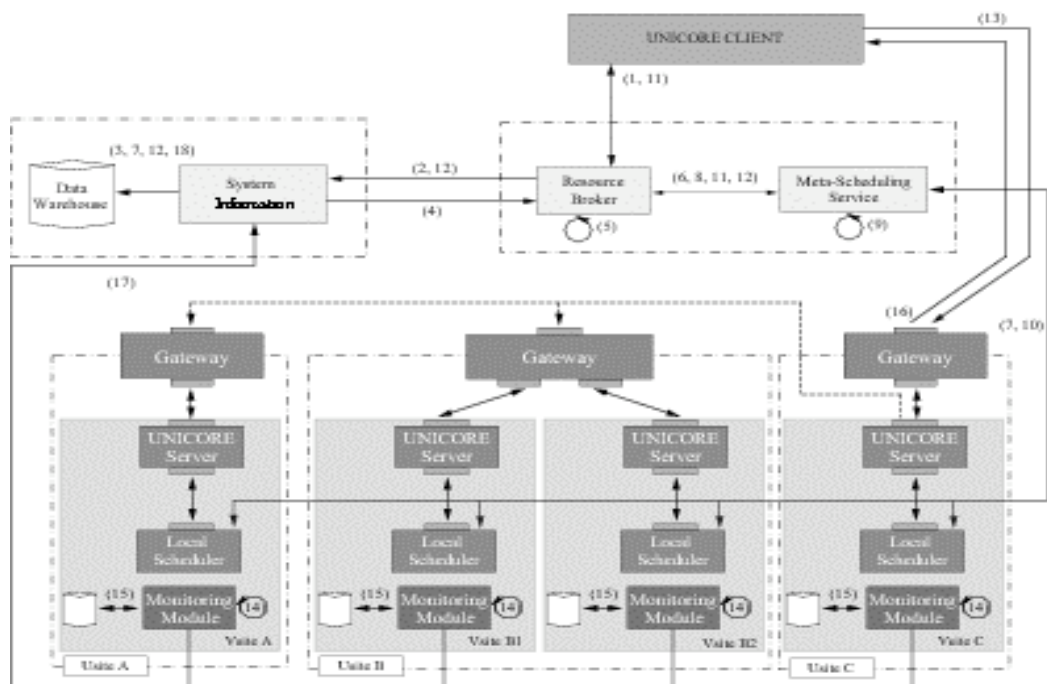 (13)
UNICORE CLIENT
(1, 11)
(3, 7, 12, 18)
Data
Warehouse
System
Information
(2, 12)
(4)
Resource
Broker
(5)
(6, 8, 11, 12)
Meta-Scheduling
Service
(9)
(17)
(16)
(7, 10)
Gateway
Gateway
Gateway
UNICORE
Server
UNICORE
Server
UNICORE
Server
UNICORE
Server
Local
Scheduler
Local
Scheduler
Local
Scheduler
Local
Scheduler
(15)
Monitoring
Module
14
(15)
Monitoring
Module
14
(15)
Monitoring
Module
14
(15)
Monitoring
Module
14
Vsite A
Vsite B1
Vsite B2
Vsite C
Usite A
Usite B
Usite C